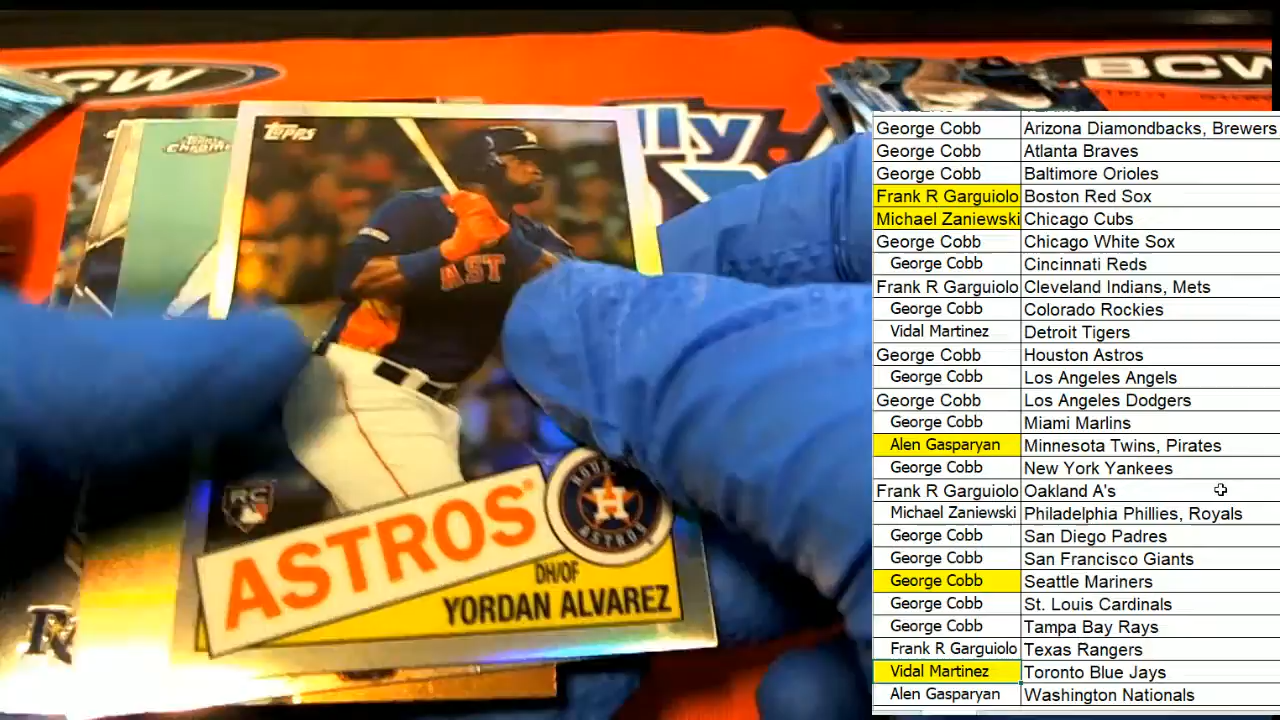 BCW
BCW
lly
Topps
Topps
CHROME
AST
RC
ASTROS
H
ASTROS
DH/OF
YORDAN ALVAREZ
R
George Cobb Arizona Diamondbacks, Brewers
George Cobb Atlanta Braves
George Cobb Baltimore Orioles
Frank R Garguiolo Boston Red Sox
Michael Zaniewski Chicago Cubs
George Cobb Chicago White Sox
George Cobb Cincinnati Reds
Frank R Garguiolo Cleveland Indians, Mets
George Cobb Colorado Rockies
Vidal Martinez Detroit Tigers
George Cobb Houston Astros
George Cobb Los Angeles Angels
George Cobb Los Angeles Dodgers
George Cobb Miami Marlins
Alen Gasparyan Minnesota Twins, Pirates
George Cobb New York Yankees
Frank R Garguiolo Oakland A's
Michael Zaniewski Philadelphia Phillies, Royals
George Cobb San Diego Padres
George Cobb San Francisco Giants
George Cobb Seattle Mariners
George Cobb St. Louis Cardinals
George Cobb Tampa Bay Rays
Frank R Garguiolo Texas Rangers
Vidal Martinez Toronto Blue Jays
Alen Gasparyan Washington Nationals